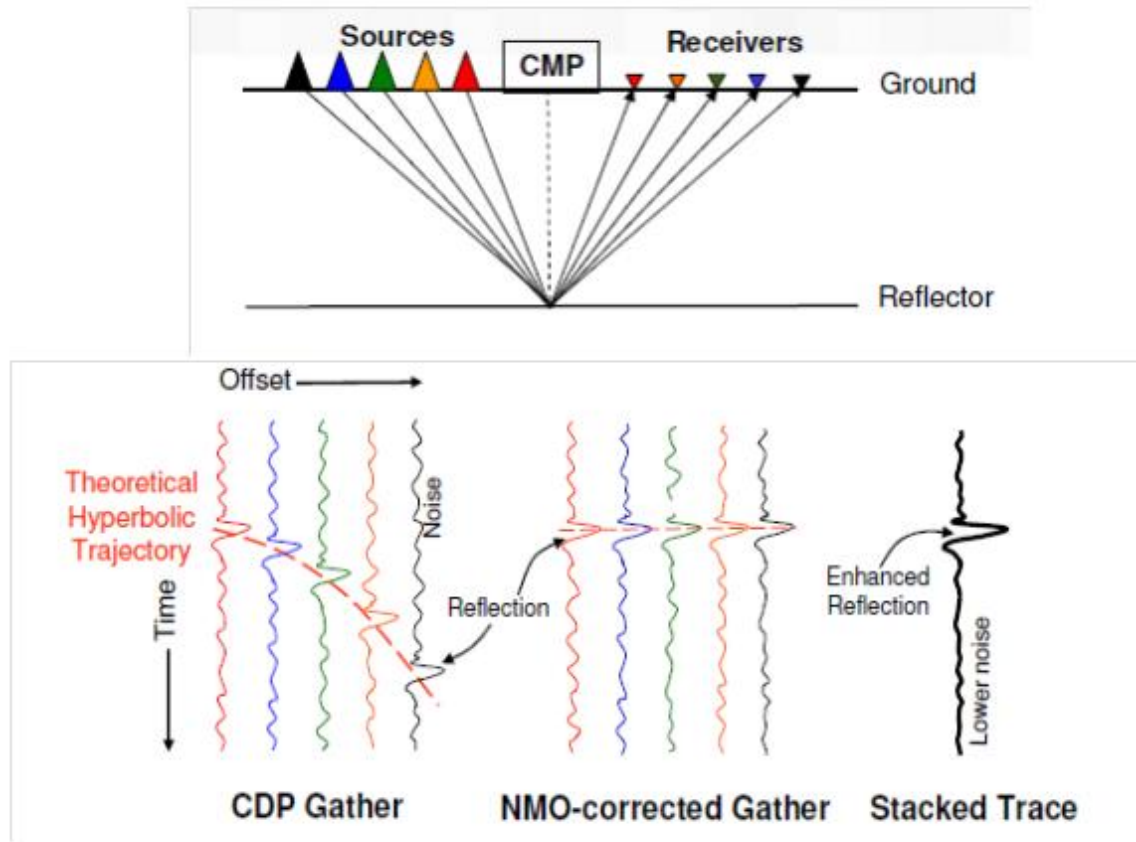 Sources
CMP
Receivers
Ground
Reflector
Offset
Theoretical
Hyperbolic
Trajectory
Time
Noise
Reflection
Enhanced
Reflection
Lower noise
CDP Gather
NMO-corrected Gather
Stacked Trace